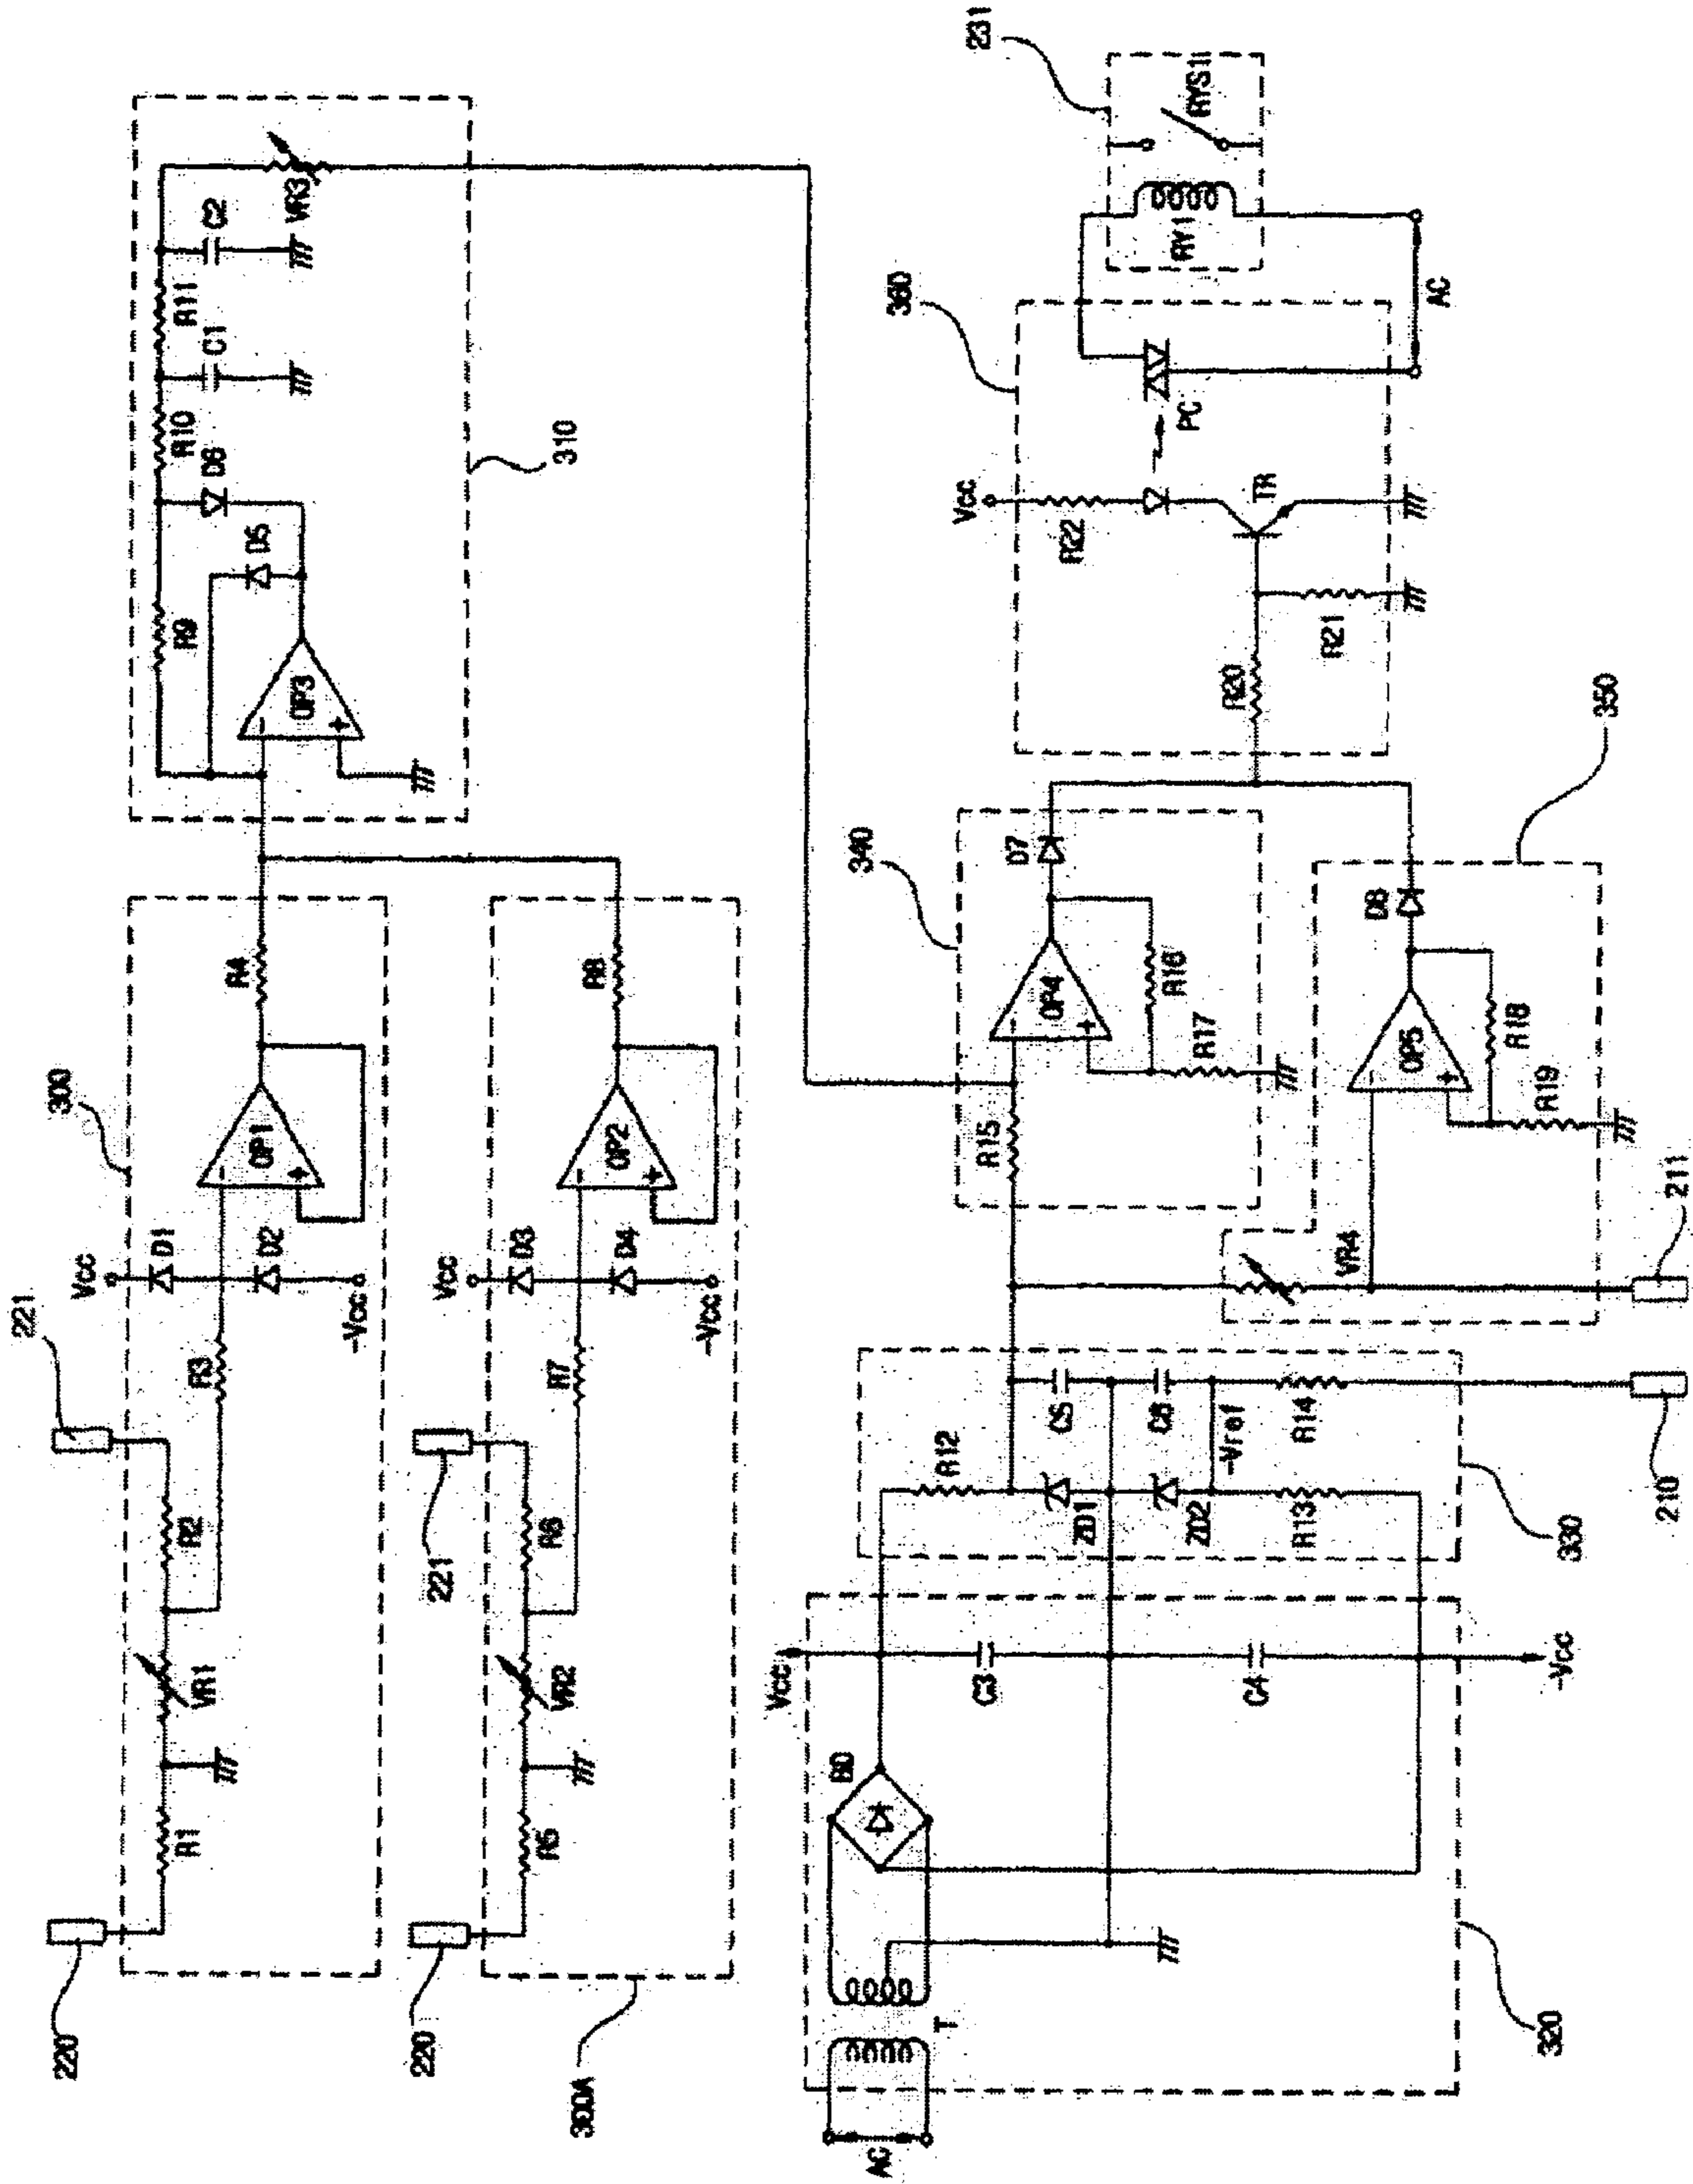 220
221
300
R1
VR1
R2
R3
Vcc
D1
D2
-Vcc
OP1
R4
R9
D5
D6
R10
C1
R11
C2
VR3
OP3
310
220
221
300A
R5
VR2
R6
R7
Vcc
D3
D4
-Vcc
OP2
R8
AC
T
BD
Vcc
C3
C4
-Vcc
320
R12
ZD1
ZD2
R13
C5
C6
-Vref
R14
330
210
211
VR4
R15
OP4
R16
R17
D7
340
OP5
R18
R19
D8
350
R20
R21
Vcc
R22
TR
PC
360
RY1
RYS1
231
AC